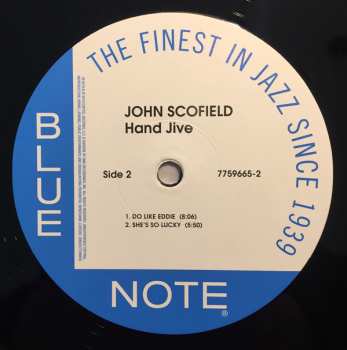 THE FINEST IN JAZZ SINCE 1939
JOHN SCOFIELD
Hand Jive
Side 2 7759665-2
1. DO LIKE EDDIE (8:06)
2. SHE'S SO LUCKY (5:50)
BLUE
NOTE®